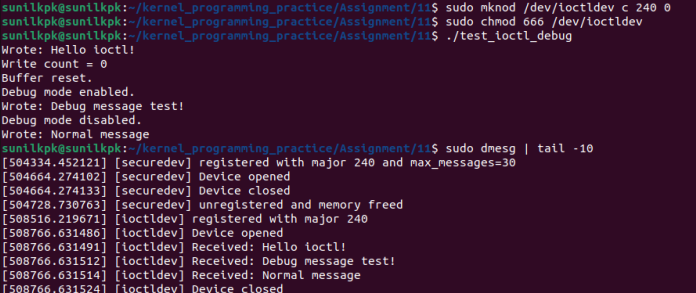 sunilkpk@sunilkpk:~/kernel_programming_practice/Assignment/11$ sudo mknod /dev/ioctldev c 240 0
sunilkpk@sunilkpk:~/kernel_programming_practice/Assignment/11$ sudo chmod 666 /dev/ioctldev
sunilkpk@sunilkpk:~/kernel_programming_practice/Assignment/11$ ./test_ioctl_debug
Wrote: Hello ioctl!
Write count = 0
Buffer reset.
Debug mode enabled.
Wrote: Debug message test!
Debug mode disabled.
Wrote: Normal message
sunilkpk@sunilkpk:~/kernel_programming_practice/Assignment/11$ sudo dmesg | tail -10
[504334.452121] [securedev] registered with major 240 and max_messages=30
[504664.274102] [securedev] Device opened
[504664.274133] [securedev] Device closed
[504728.730763] [securedev] unregistered and memory freed
[508516.219671] [ioctldev] registered with major 240
[508766.631486] [ioctldev] Device opened
[508766.631491] [ioctldev] Received: Hello ioctl!
[508766.631512] [ioctldev] Received: Debug message test!
[508766.631514] [ioctldev] Received: Normal message
[508766.631524] [ioctldev] Device closed